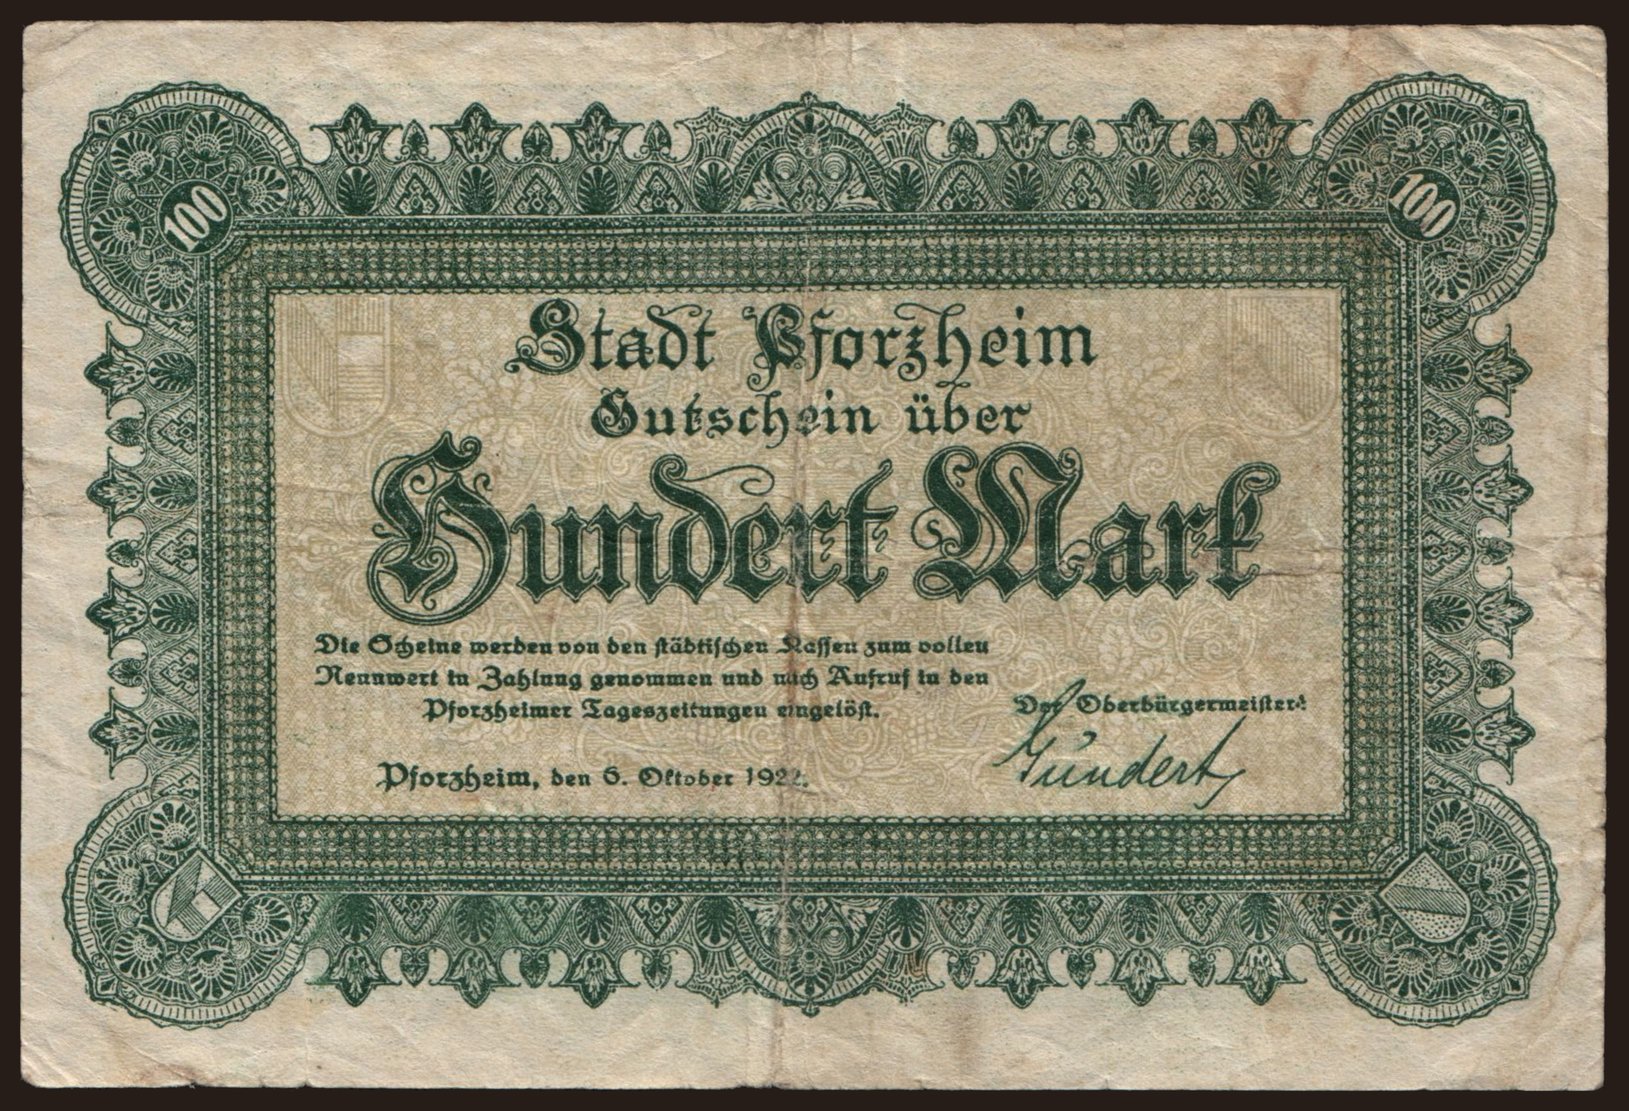 100
100
Stadt Pforzheim
Gutschein über
Hundert Mark
Die Scheine werden von den städtischen Kassen zum vollen
Nennwert in Zahlung genommen und nach Aufruf in den
Pforzheimer Tageszeitungen eingelöst.
Der Oberbürgermeister:
Gündert
Pforzheim, den 6. Oktober 1922.